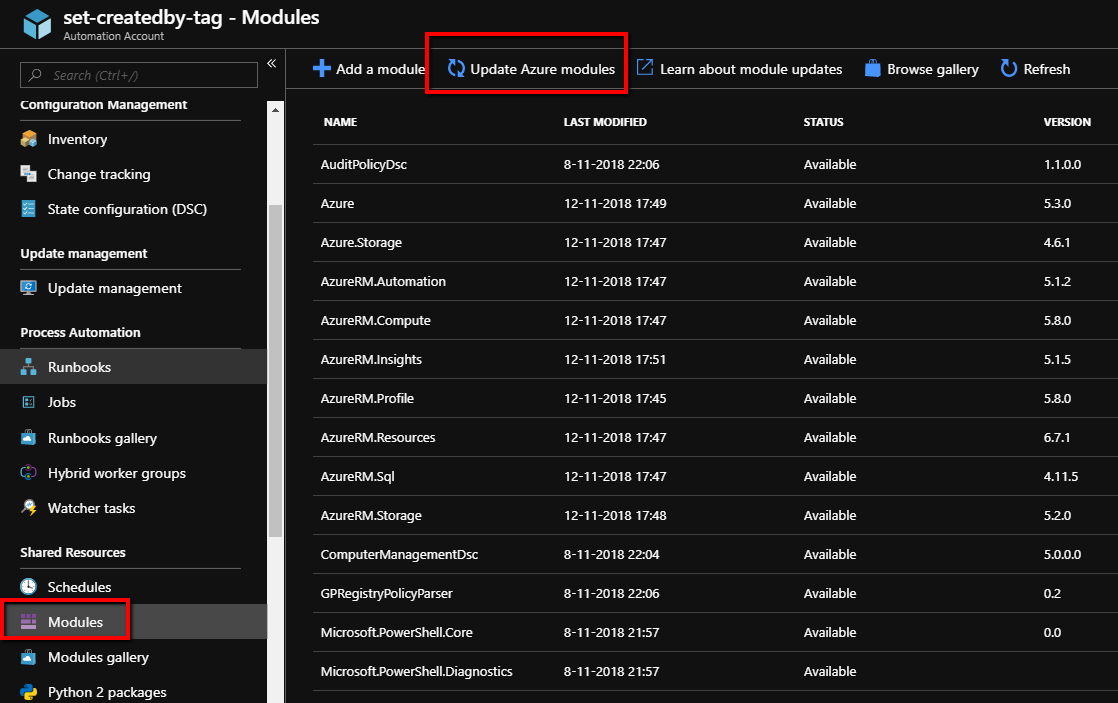 set-createdby-tag - Modules
Automation Account
Search (Ctrl+/)
«
Configuration Management
Inventory
Change tracking
State configuration (DSC)
Update management
Update management
Process Automation
Runbooks
Jobs
Runbooks gallery
Hybrid worker groups
Watcher tasks
Shared Resources
Schedules
Modules
Modules gallery
Python 2 packages
Add a module Update Azure modules Learn about module updates Browse gallery Refresh
NAME LAST MODIFIED STATUS VERSION
AuditPolicyDsc 8-11-2018 22:06 Available 1.1.0.0
Azure 12-11-2018 17:49 Available 5.3.0
Azure.Storage 12-11-2018 17:47 Available 4.6.1
AzureRM.Automation 12-11-2018 17:47 Available 5.1.2
AzureRM.Compute 12-11-2018 17:47 Available 5.8.0
AzureRM.Insights 12-11-2018 17:51 Available 5.1.5
AzureRM.Profile 12-11-2018 17:45 Available 5.8.0
AzureRM.Resources 12-11-2018 17:47 Available 6.7.1
AzureRM.Sql 12-11-2018 17:47 Available 4.11.5
AzureRM.Storage 12-11-2018 17:48 Available 5.2.0
ComputerManagementDsc 8-11-2018 22:04 Available 5.0.0.0
GPRegistryPolicyParser 8-11-2018 22:06 Available 0.2
Microsoft.PowerShell.Core 8-11-2018 21:57 Available 0.0
Microsoft.PowerShell.Diagnostics 8-11-2018 21:57 Available